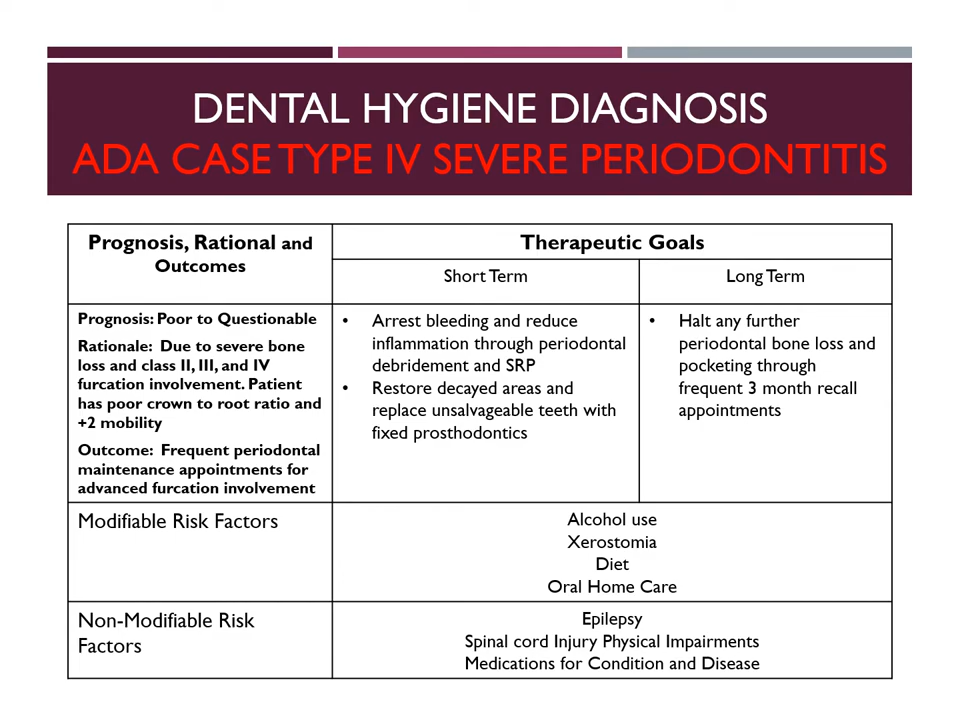 DENTAL HYGIENE DIAGNOSIS
ADA CASE TYPE IV SEVERE PERIODONTITIS
Prognosis, Rational and
Outcomes
Therapeutic Goals
Short Term
Long Term
Prognosis: Poor to Questionable
Rationale: Due to severe bone
loss and class II, III, and IV
furcation involvement. Patient
has poor crown to root ratio and
+2 mobility
Outcome: Frequent periodontal
maintenance appointments for
advanced furcation involvement
• Arrest bleeding and reduce
inflammation through periodontal
debridement and SRP
• Restore decayed areas and
replace unsalvageable teeth with
fixed prosthodontics
• Halt any further
periodontal bone loss and
pocketing through
frequent 3 month recall
appointments
Modifiable Risk Factors
Alcohol use
Xerostomia
Diet
Oral Home Care
Non-Modifiable Risk
Factors
Epilepsy
Spinal cord Injury Physical Impairments
Medications for Condition and Disease